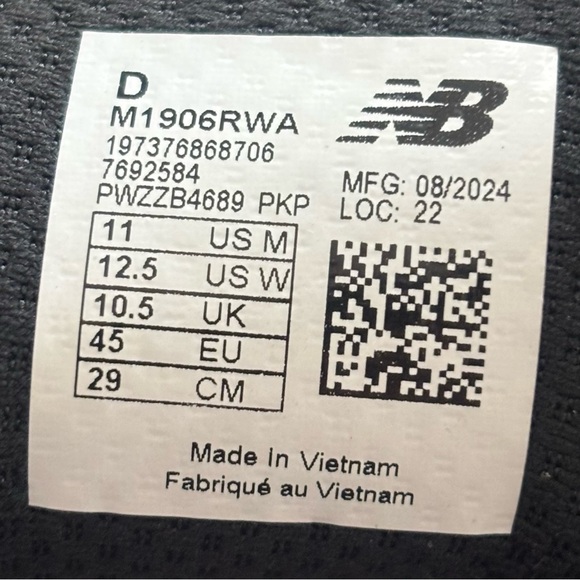 D
M1906RWA
197376868706
7692584
PWZZB4689 PKP
NB
MFG: 08/2024
LOC: 22
11 US M
12.5 US W
10.5 UK
45 EU
29 CM
Made In Vietnam
Fabriqué au Vietnam